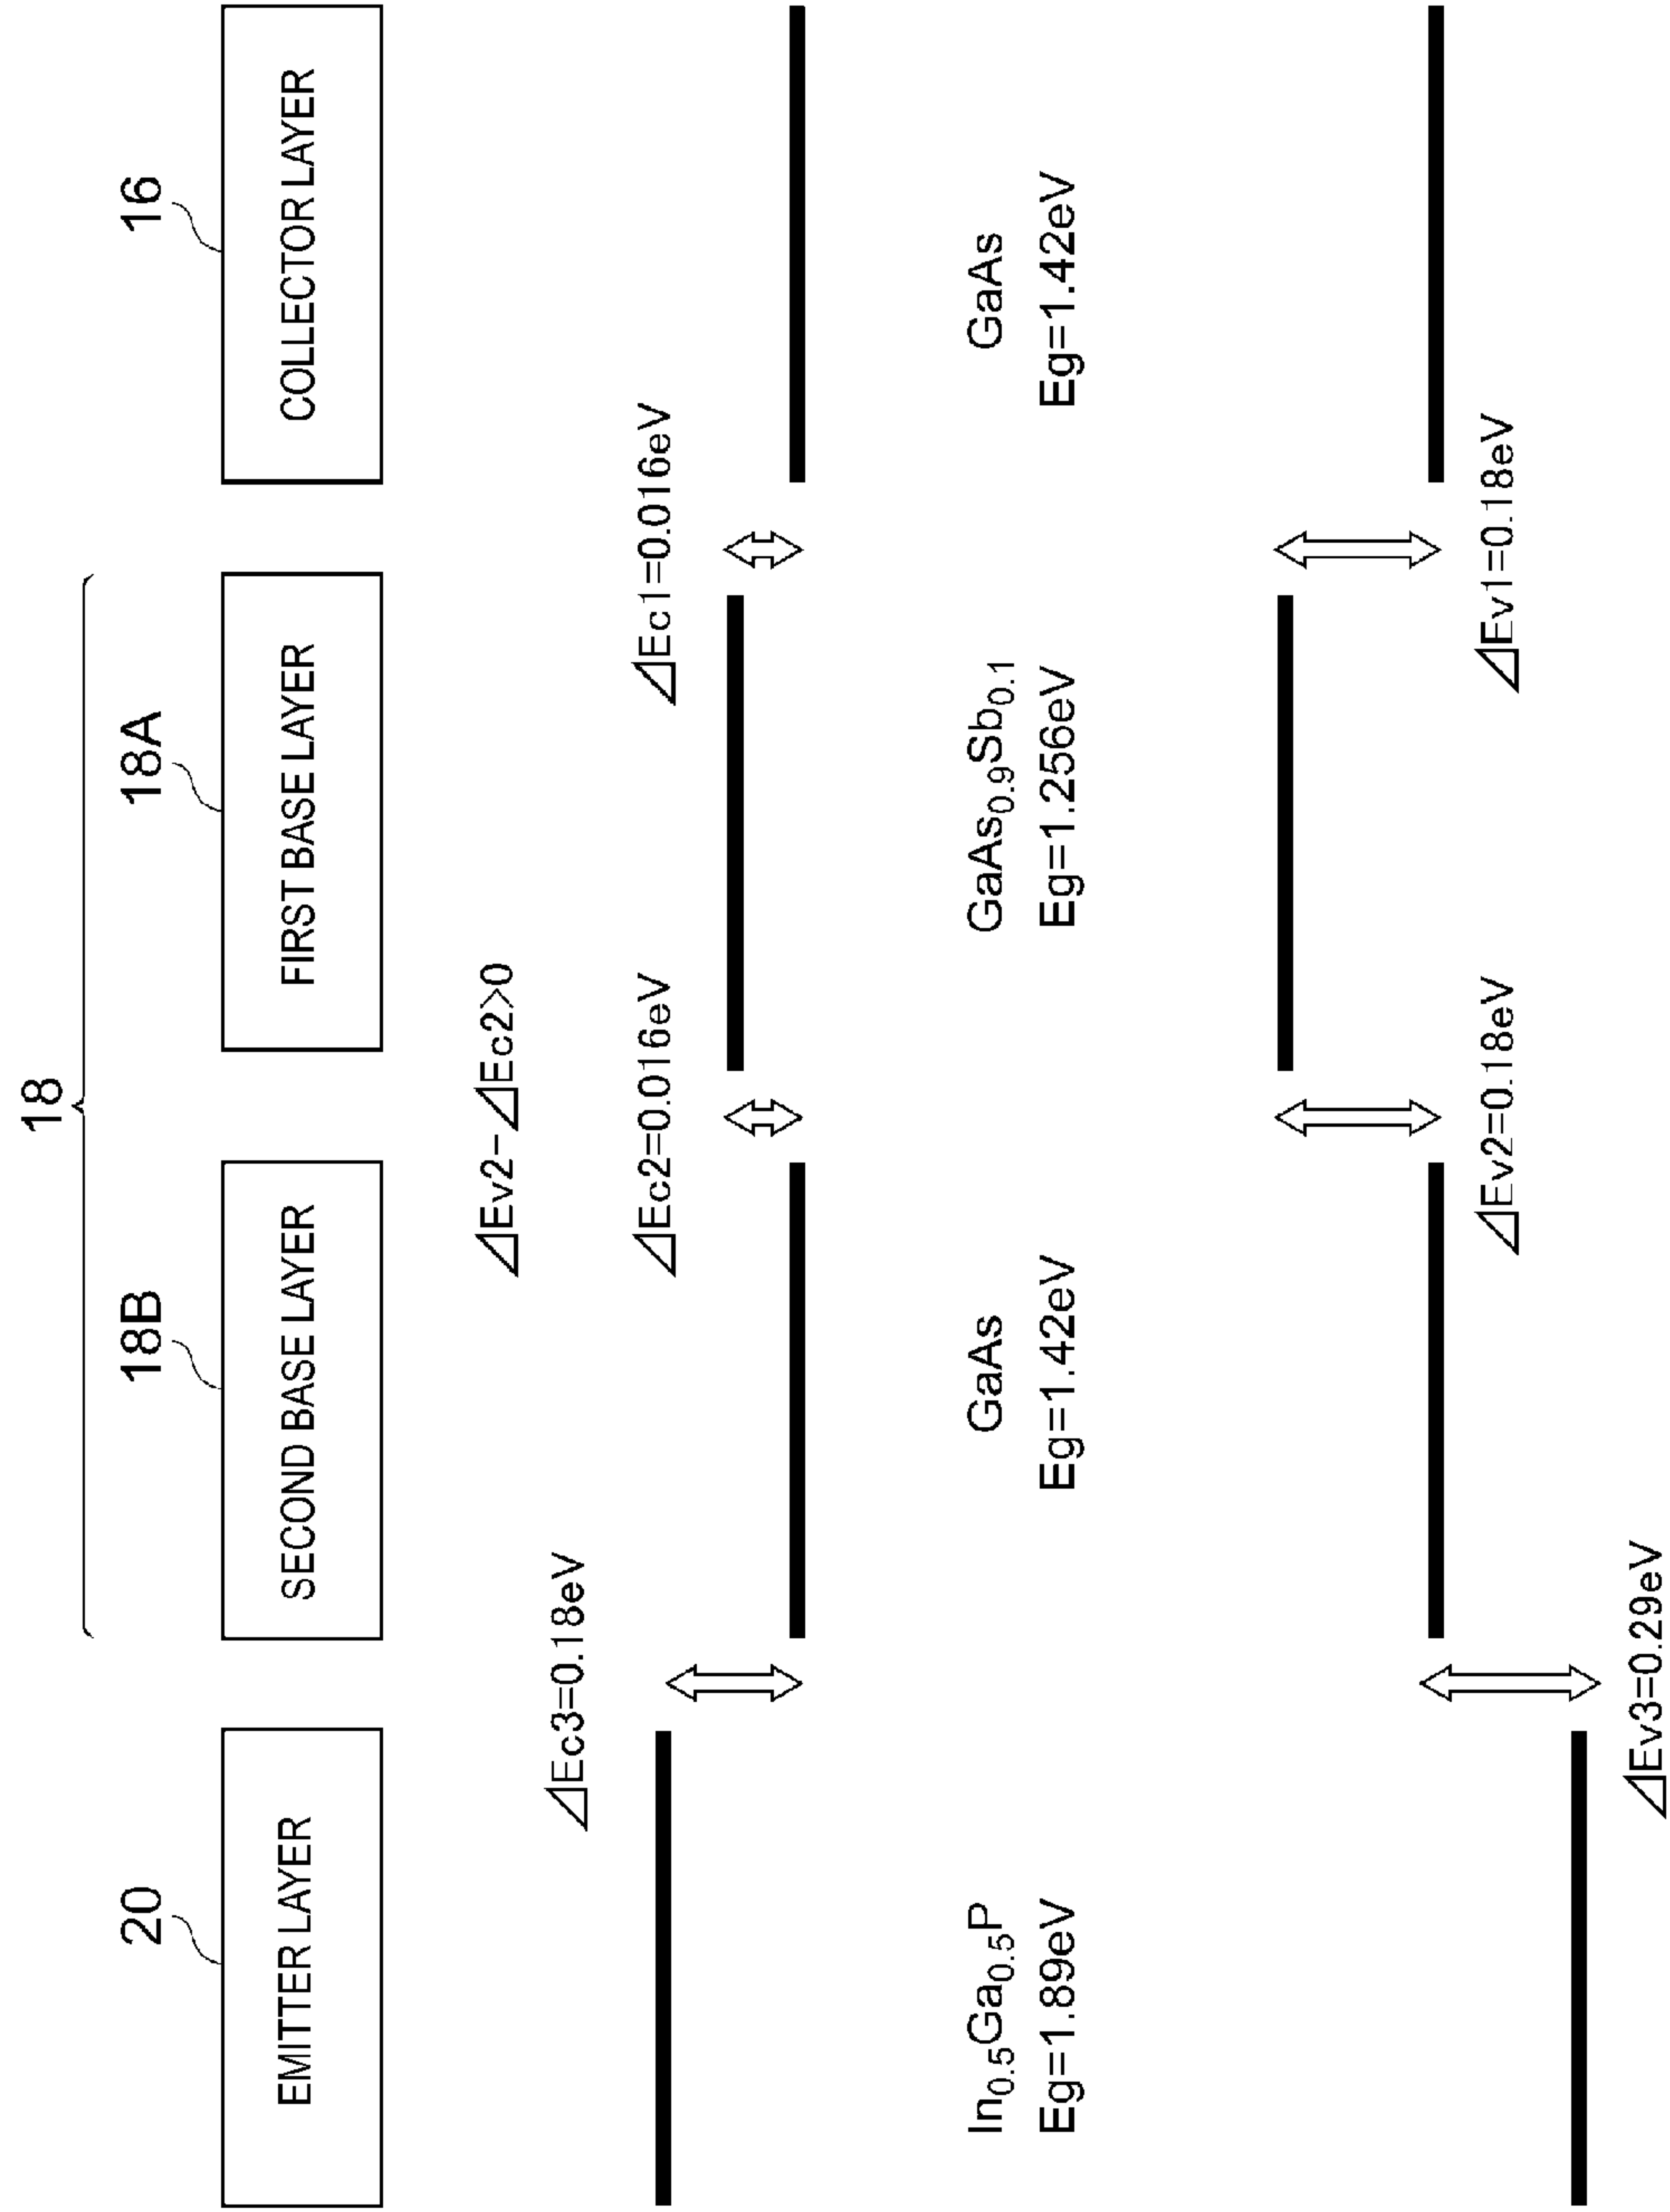 18
20
18B
18A
16
EMITTER LAYER
SECOND BASE LAYER
FIRST BASE LAYER
COLLECTOR LAYER
⊿Ev2−⊿Ec2>0
⊿Ec3=0.18eV
⊿Ec2=0.016eV
⊿Ec1=0.016eV
In0.5Ga0.5P
Eg=1.89eV
GaAs
Eg=1.42eV
GaAs0.9Sb0.1
Eg=1.256eV
GaAs
Eg=1.42eV
⊿Ev3=0.29eV
⊿Ev2=0.18eV
⊿Ev1=0.18eV